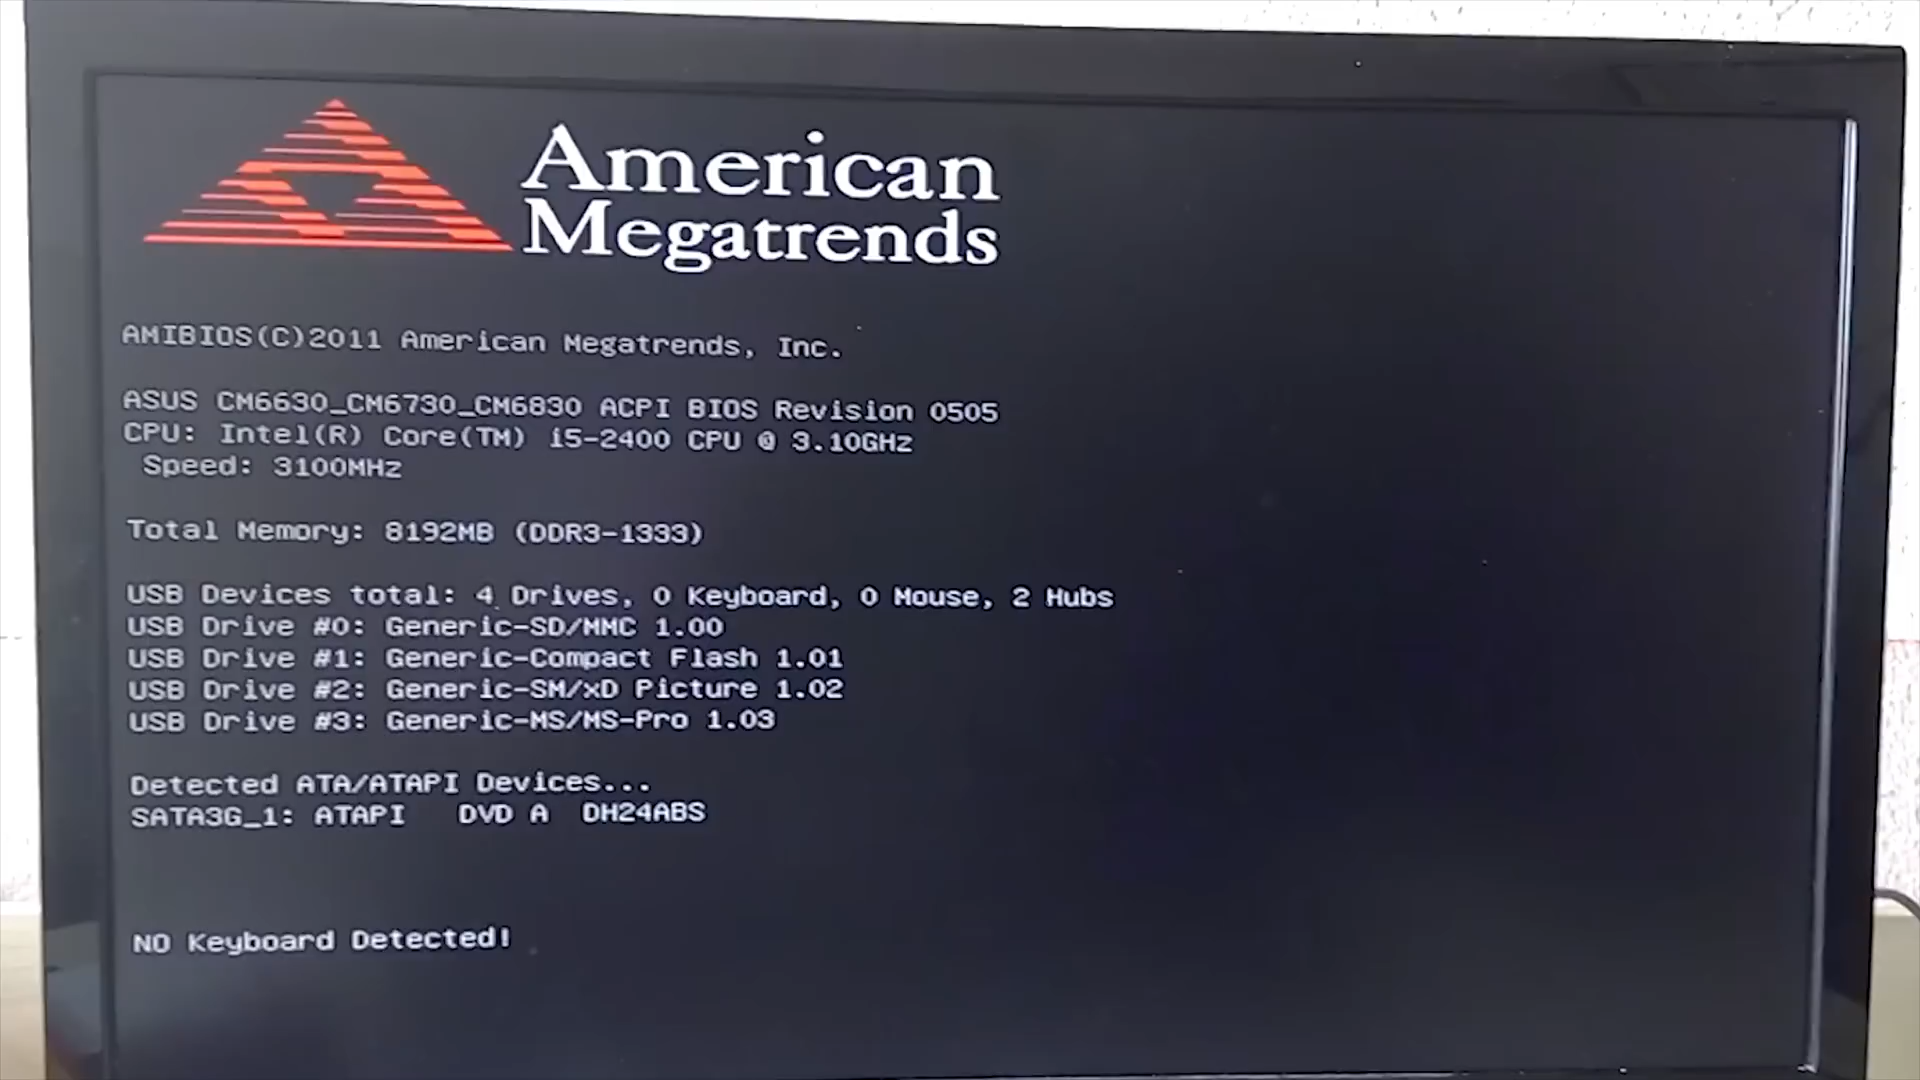 American
Megatrends
AMIBIOS(C)2011 American Megatrends, Inc.
ASUS CM6630_CM6730_CM6830 ACPI BIOS Revision 0505
CPU: Intel(R) Core(TM) i5-2400 CPU @ 3.10GHz
Speed: 3100MHz
Total Memory: 8192MB (DDR3-1333)
USB Devices total: 4 Drives, 0 Keyboard, 0 Mouse, 2 Hubs
USB Drive #0: Generic-SD/MMC 1.00
USB Drive #1: Generic-Compact Flash 1.01
USB Drive #2: Generic-SM/xD Picture 1.02
USB Drive #3: Generic-MS/MS-Pro 1.03
Detected ATA/ATAPI Devices...
SATA3G_1: ATAPI DVD A DH24ABS
NO Keyboard Detected!